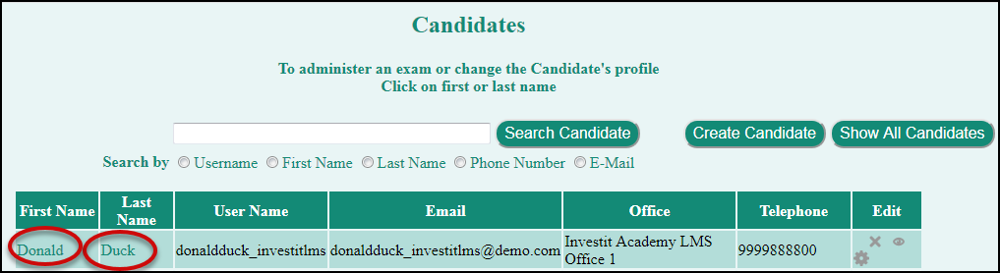 Candidates
To administer an exam or change the Candidate's profile
Click on first or last name
Search Candidate Create Candidate Show All Candidates
Search by Username First Name Last Name Phone Number E-Mail
First Name Last Name User Name Email Office Telephone Edit
Donald Duck donaldduck_investitlms donaldduck_investitlms@demo.com Investit Academy LMS Office 1 9999888800